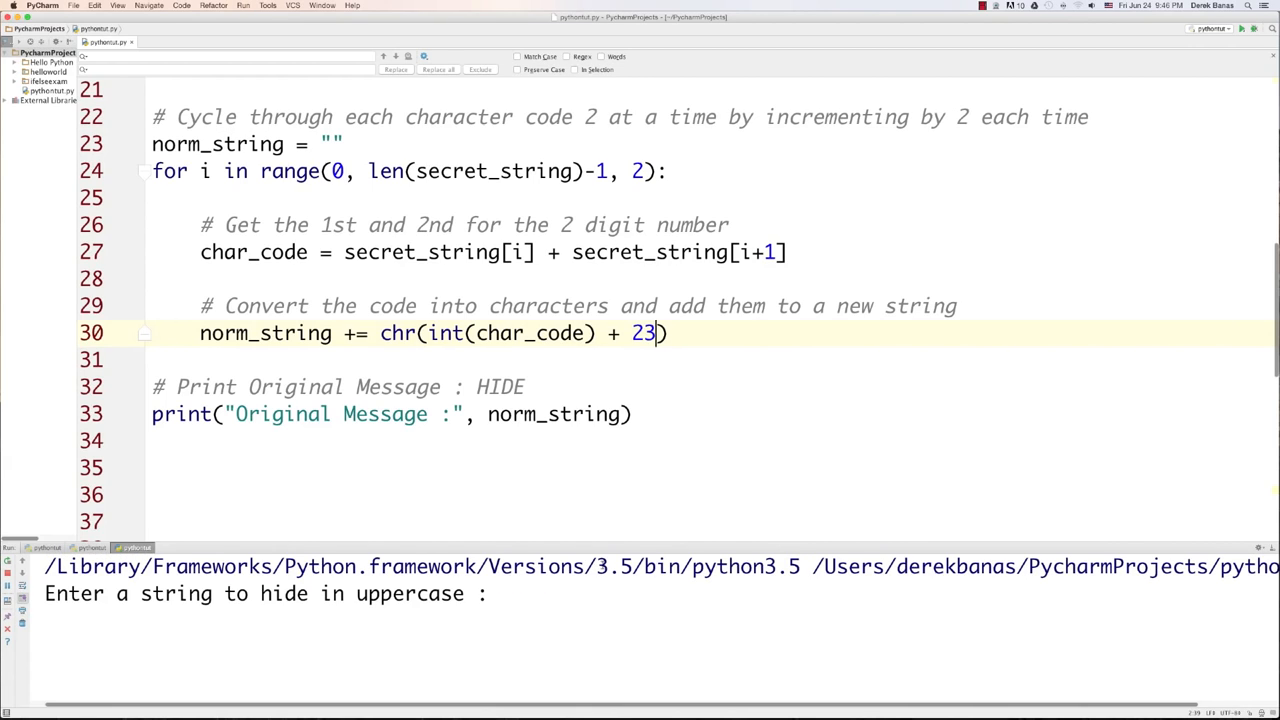 PyCharm File Edit View Navigate Code Refactor Run Tools VCS Window Help 10 Fri Jun 24 9:46 PM Derek Banas
pythontut.py - PycharmProjects - [~/PycharmProjects]
PycharmProjects pythontut.py pythontut
pythontut.py
PycharmProject
Hello Python
helloworld
ifelseexam
pythontut.py
External Librarie
Match Case Regex Words
Replace Replace all Exclude Preserve Case In Selection
21
22 # Cycle through each character code 2 at a time by incrementing by 2 each time
23 norm_string = ""
24 for i in range(0, len(secret_string)-1, 2):
25
26 # Get the 1st and 2nd for the 2 digit number
27 char_code = secret_string[i] + secret_string[i+1]
28
29 # Convert the code into characters and add them to a new string
30 norm_string += chr(int(char_code) + 23)
31
32 # Print Original Message : HIDE
33 print("Original Message :", norm_string)
34
35
36
37
Run: pythontut pythontut pythontut
/Library/Frameworks/Python.framework/Versions/3.5/bin/python3.5 /Users/derekbanas/PycharmProjects/pytho
Enter a string to hide in uppercase :
2:39 LF÷ UTF-8÷